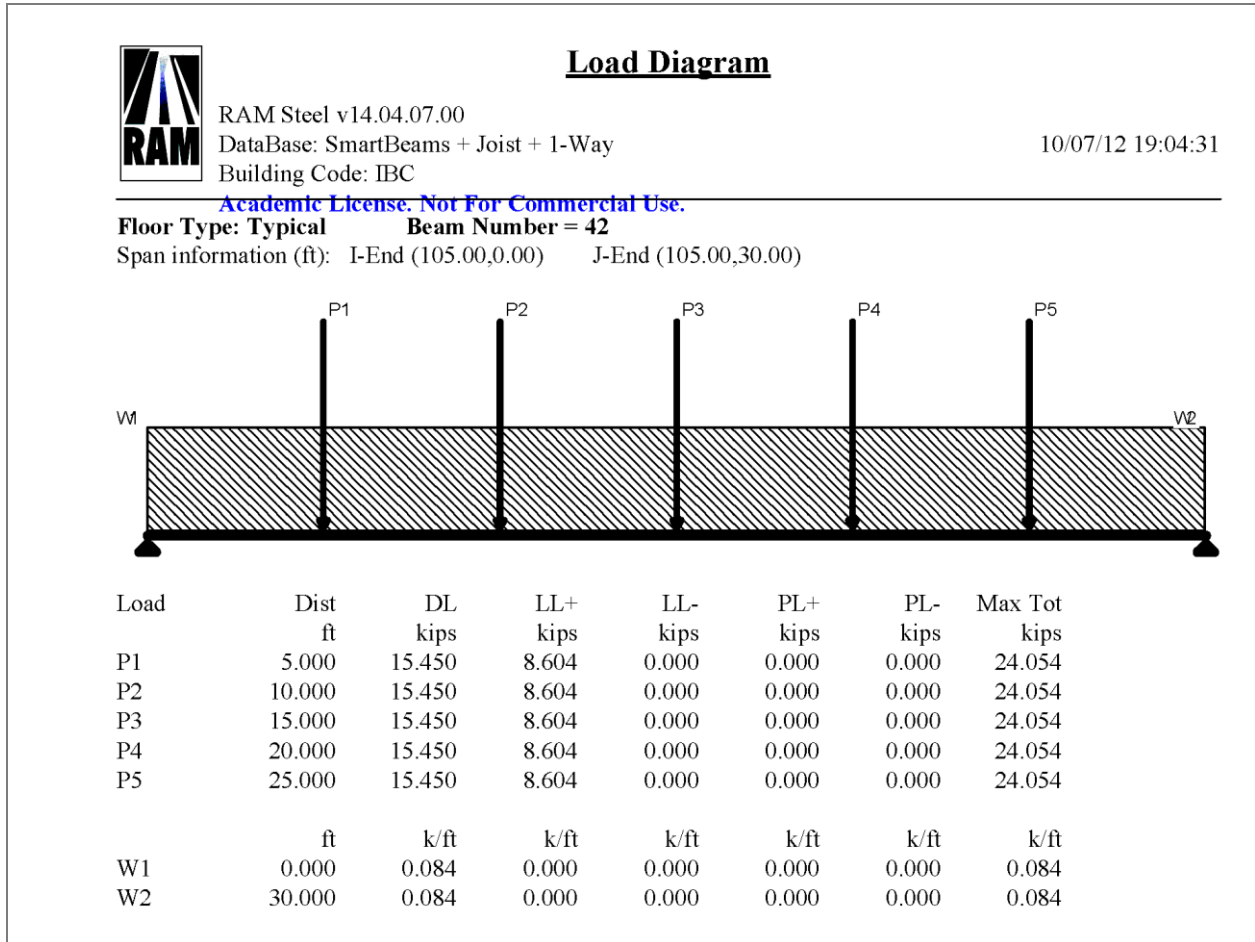 Load Diagram
RAM
RAM Steel v14.04.07.00
DataBase: SmartBeams + Joist + 1-Way 10/07/12 19:04:31
Building Code: IBC
Academic License. Not For Commercial Use.
Floor Type: Typical Beam Number = 42
Span information (ft): I-End (105.00,0.00) J-End (105.00,30.00)
P1 P2 P3 P4 P5
W1 W2
Load Dist DL LL+ LL- PL+ PL- Max Tot
ft kips kips kips kips kips kips
P1 5.000 15.450 8.604 0.000 0.000 0.000 24.054
P2 10.000 15.450 8.604 0.000 0.000 0.000 24.054
P3 15.000 15.450 8.604 0.000 0.000 0.000 24.054
P4 20.000 15.450 8.604 0.000 0.000 0.000 24.054
P5 25.000 15.450 8.604 0.000 0.000 0.000 24.054
ft k/ft k/ft k/ft k/ft k/ft k/ft
W1 0.000 0.084 0.000 0.000 0.000 0.000 0.084
W2 30.000 0.084 0.000 0.000 0.000 0.000 0.084